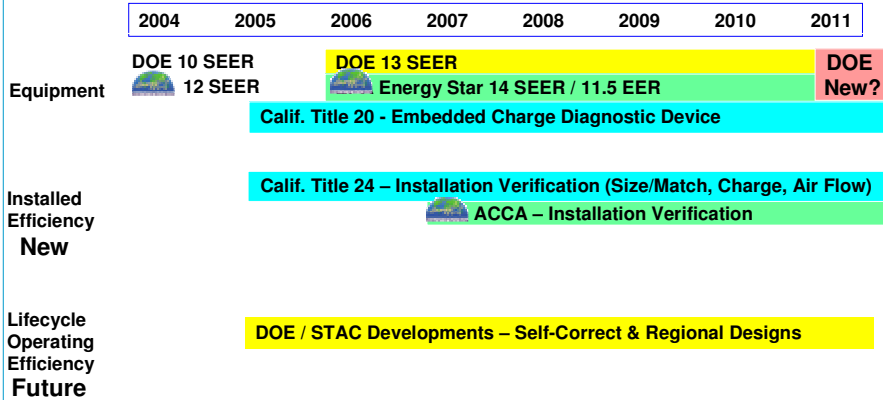 2004 2005 2006 2007 2008 2009 2010 2011
DOE 10 SEER
DOE 13 SEER
DOE
New?
Equipment
12 SEER
Energy Star 14 SEER / 11.5 EER
Calif. Title 20 - Embedded Charge Diagnostic Device
Installed
Efficiency
New
Calif. Title 24 – Installation Verification (Size/Match, Charge, Air Flow)
ACCA – Installation Verification
Lifecycle
Operating
Efficiency
Future
DOE / STAC Developments – Self-Correct & Regional Designs